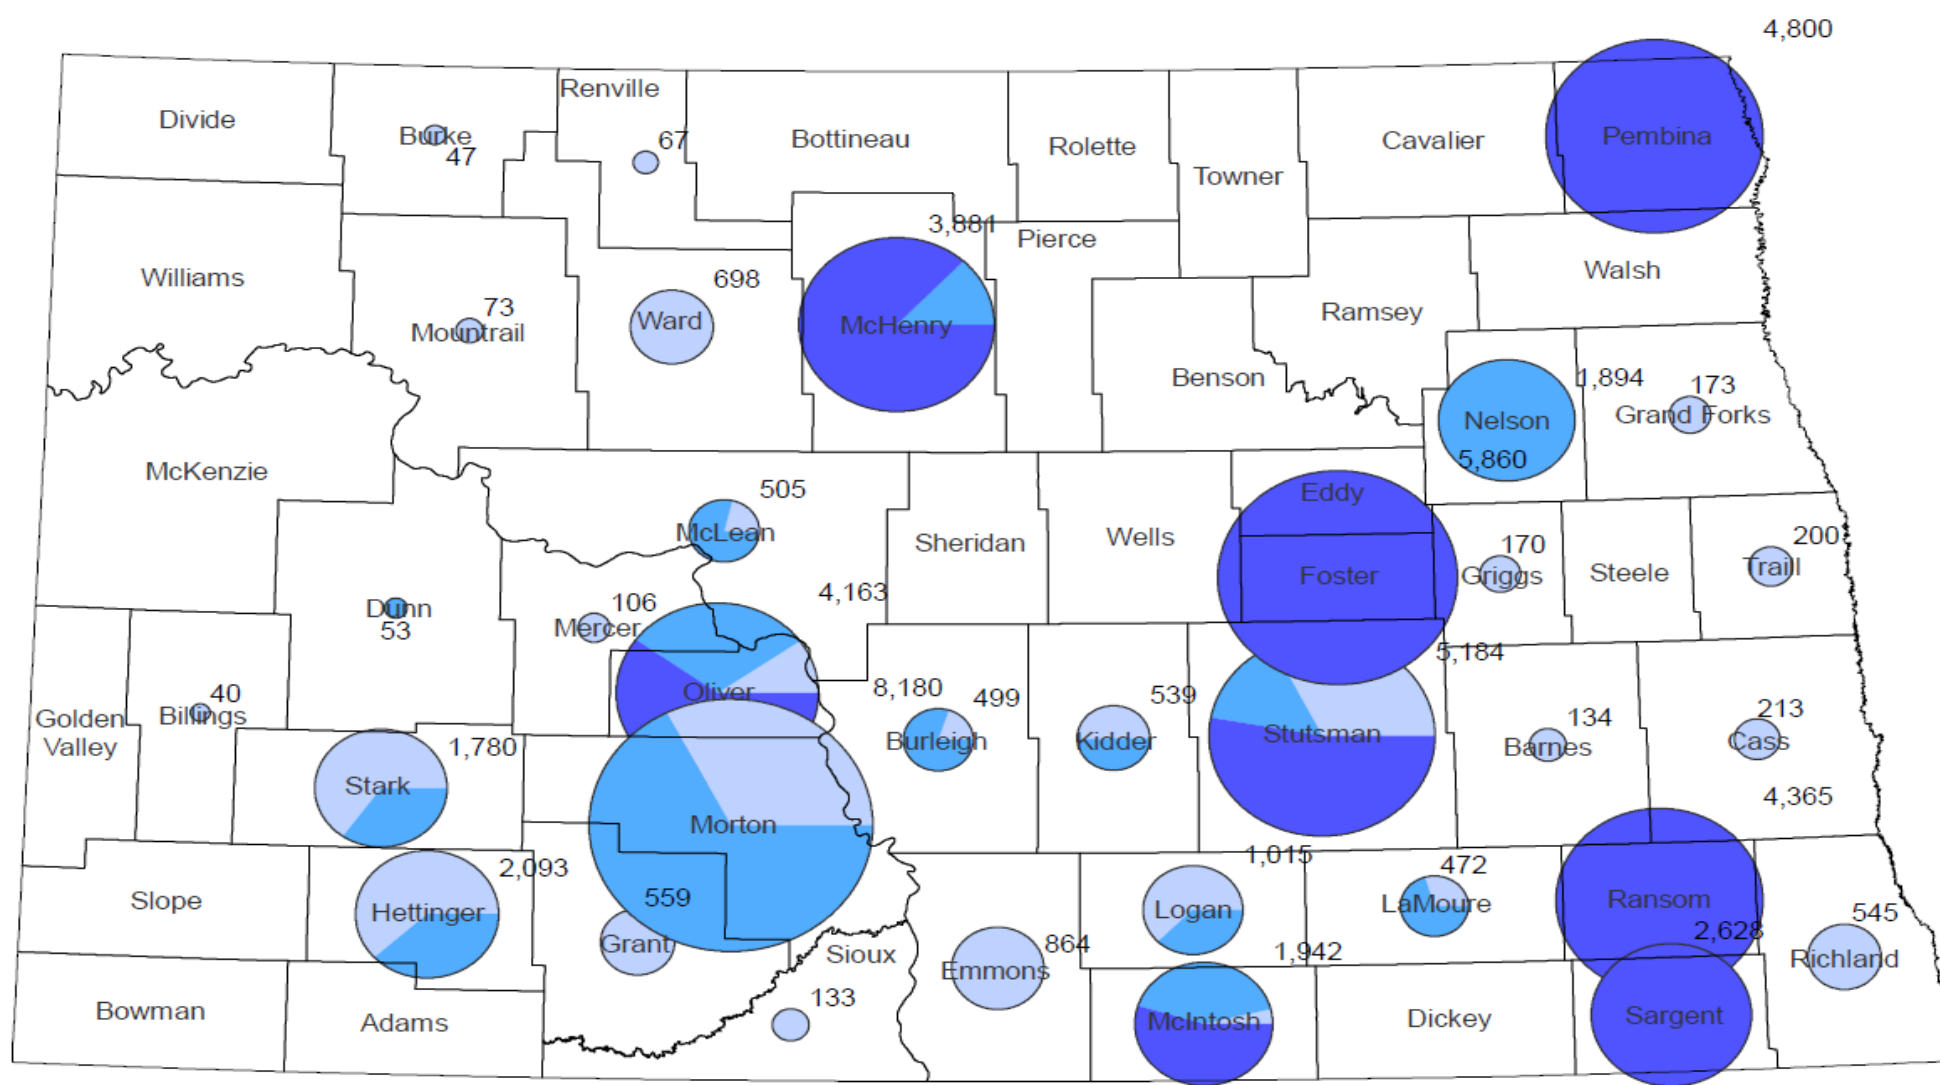 4,800
Renville
Divide
Burke
47
67
Bottineau
Rolette
Towner
Cavalier
Pembina
Williams
73
Mountrail
698
Ward
3,881
McHenry
Pierce
Benson
Ramsey
Walsh
Nelson
1,894
5,860
173
Grand Forks
McKenzie
505
McLean
Sheridan
Wells
Eddy
Foster
170
Griggs
Steele
200
Traill
Dunn
53
106
Mercer
4,163
Oliver
40
Billings
Golden
Valley
8,180
499
Burleigh
539
Kidder
5,184
Stutsman
134
Barnes
213
Cass
1,780
Stark
Morton
4,365
Slope
2,093
Hettinger
559
Grant
Sioux
133
864
Emmons
1,015
Logan
472
LaMoure
Ransom
2,628
545
Richland
Bowman
Adams
1,942
McIntosh
Dickey
Sargent